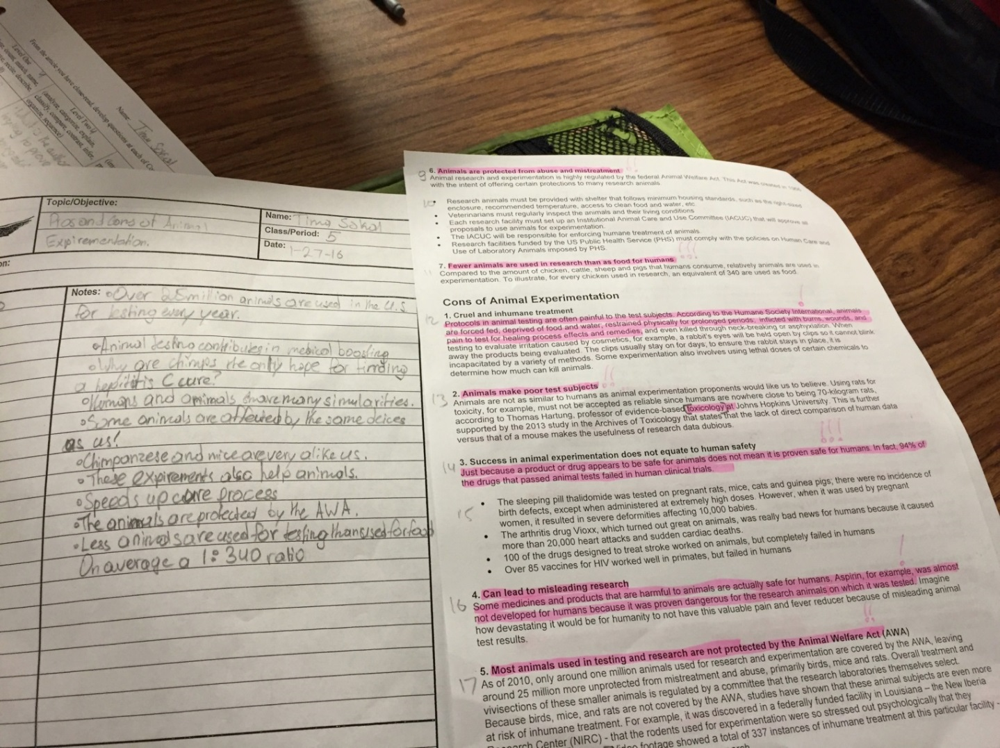 Name: Tima Sokol
From the article you have close-read, develop questions at each of
Level One
Level Two
(analyze, categorize, explain,
classify, compare, contrast, infer,
organize, sequence)
Topic/Objective:
Pros and Cons of Animal
Expirementation.
Name: Tima Sokol
Class/Period: 5
Date: 1-27-16
on:
Notes: Over 25 million animals are used in the U.S
for testing every year.
Animal testing contributes in medical boosting
Why are chimps the only hope for finding
a hepititis C cure?
Humans and animals share many simularities.
Some animals are affected by the same deices
as us!
Chimpanzese and mice are very alike us.
These expirements also help animals.
Speeds up cure process
The animals are protected by the AWA.
Less animals are used for testing than used for food
On average a 1:340 ratio
9
6. Animals are protected from abuse and mistreatment !!
Animal research and experimentation is highly regulated by the federal Animal Welfare Act. This Act was created in 1966
with the intent of offering certain protections to many research animals.
10
• Research animals must be provided with shelter that follows minimum housing standards, such as the right-sized
enclosure, recommended temperature, access to clean food and water, etc.
• Veterinarians must regularly inspect the animals and their living conditions
• Each research facility must set up an Institutional Animal Care and Use Committee (IACUC) that will approve all
proposals to use animals for experimentation.
• The IACUC will be responsible for enforcing humane treatment of animals.
• Research facilities funded by the US Public Health Service (PHS) must comply with the policies on Human Care and
Use of Laboratory Animals imposed by PHS.
!!!
11
7. Fewer animals are used in research than as food for humans
Compared to the amount of chicken, cattle, sheep and pigs that humans consume, relatively animals are used in
experimentation. To illustrate, for every chicken used in research, an equivalent of 340 are used as food.
Cons of Animal Experimentation
!
12
1. Cruel and inhumane treatment
Protocols in animal testing are often painful to the test subjects. According to the Humane Society International, animals
are forced fed, deprived of food and water, restrained physically for prolonged periods, inflicted with burns, wounds, and
pain to test for healing process effects and remedies, and even killed through neck-breaking or asphyxiation. When
testing to evaluate irritation caused by cosmetics, for example, a rabbit's eyes will be held open by clips so it cannot blink
away the products being evaluated. The clips usually stay on for days, to ensure the rabbit stays in place, it is
incapacitated by a variety of methods. Some experimentation also involves using lethal doses of certain chemicals to
determine how much can kill animals.
13
2. Animals make poor test subjects !!
Animals are not as similar to humans as animal experimentation proponents would like us to believe. Using rats for
toxicity, for example, must not be accepted as reliable since humans are nowhere close to being 70-kilogram rats,
according to Thomas Hartung, professor of evidence-based toxicology at Johns Hopkins University. This is further
supported by the 2013 study in the Archives of Toxicology that states that the lack of direct comparison of human data
versus that of a mouse makes the usefulness of research data dubious.
!!!
14
3. Success in animal experimentation does not equate to human safety
Just because a product or drug appears to be safe for animals does not mean it is proven safe for humans. In fact, 94% of
the drugs that passed animal tests failed in human clinical trials.
15
• The sleeping pill thalidomide was tested on pregnant rats, mice, cats and guinea pigs; there were no incidence of
birth defects, except when administered at extremely high doses. However, when it was used by pregnant
women, it resulted in severe deformities affecting 10,000 babies.
• The arthritis drug Vioxx, which turned out great on animals, was really bad news for humans because it caused
more than 20,000 heart attacks and sudden cardiac deaths.
• 100 of the drugs designed to treat stroke worked on animals, but completely failed in humans
• Over 85 vaccines for HIV worked well in primates, but failed in humans
!
16
4. Can lead to misleading research
Some medicines and products that are harmful to animals are actually safe for humans. Aspirin, for example, was almost
not developed for humans because it was proven dangerous for the research animals on which it was tested. Imagine
how devastating it would be for humanity to not have this valuable pain and fever reducer because of misleading animal
test results.
!!
17
5. Most animals used in testing and research are not protected by the Animal Welfare Act (AWA)
As of 2010, only around one million animals used for research and experimentation are covered by the AWA, leaving
around 25 million more unprotected from mistreatment and abuse, primarily birds, mice and rats. Overall treatment and
vivisections of these smaller animals is regulated by a committee that the research laboratories themselves select.
Because birds, mice, and rats are not covered by the AWA, studies have shown that these animal subjects are even more
at risk of inhumane treatment. For example, it was discovered in a federally funded facility in Louisiana – the New Iberia
Research Center (NIRC) - that the rodents used for experimentation were so stressed out psychologically that they
footage showed a total of 337 instances of inhumane treatment at this particular facility -